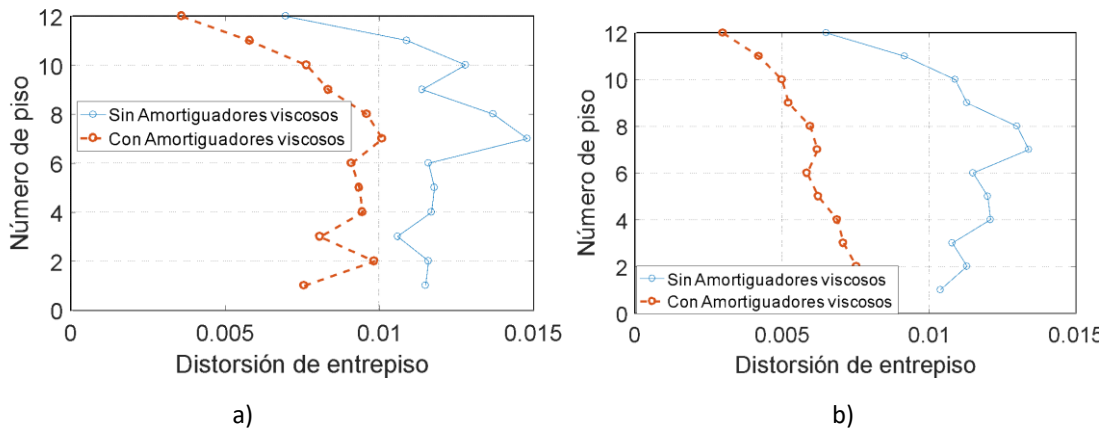 12
10
8
6
4
2
0
Número de piso
Sin Amortiguadores viscosos
Con Amortiguadores viscosos
0
0.005
0.01
0.015
Distorsión de entrepiso
a)
12
10
8
6
4
2
0
Número de piso
Sin Amortiguadores viscosos
Con Amortiguadores viscosos
0
0.005
0.01
0.015
Distorsión de entrepiso
b)